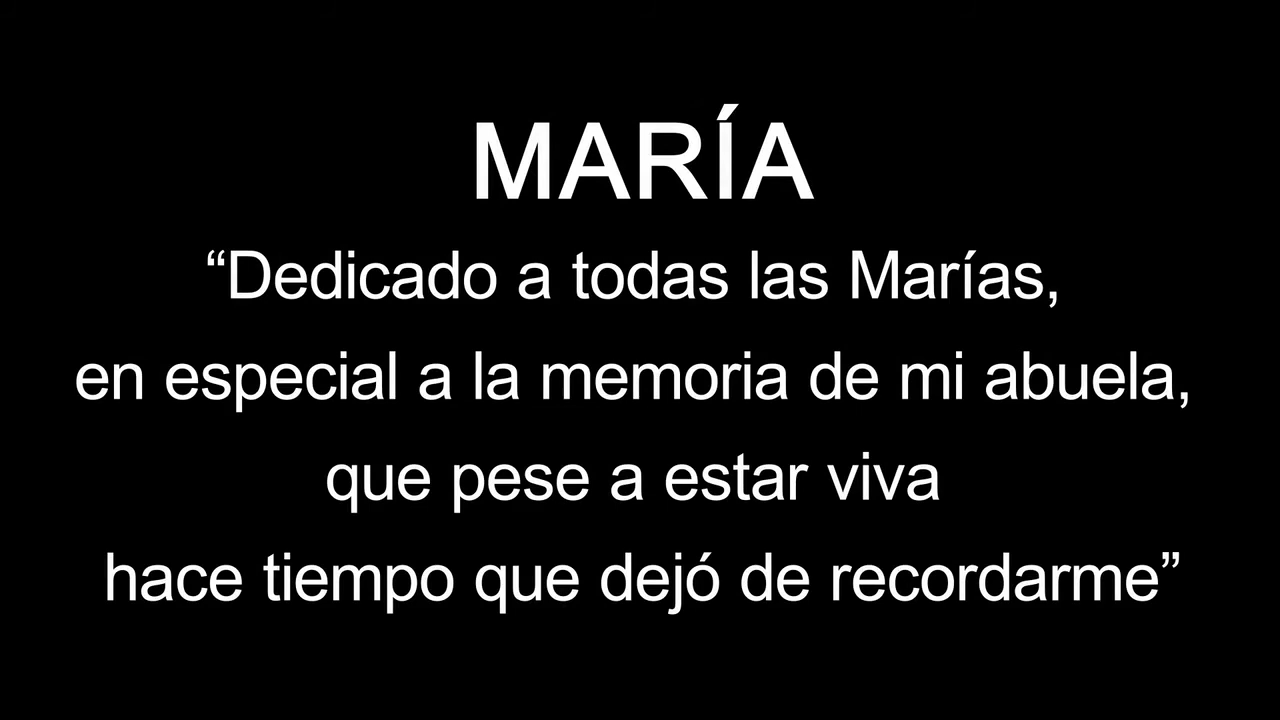 MARÍA
“Dedicado a todas las Marías,
en especial a la memoria de mi abuela,
que pese a estar viva
hace tiempo que dejó de recordarme”